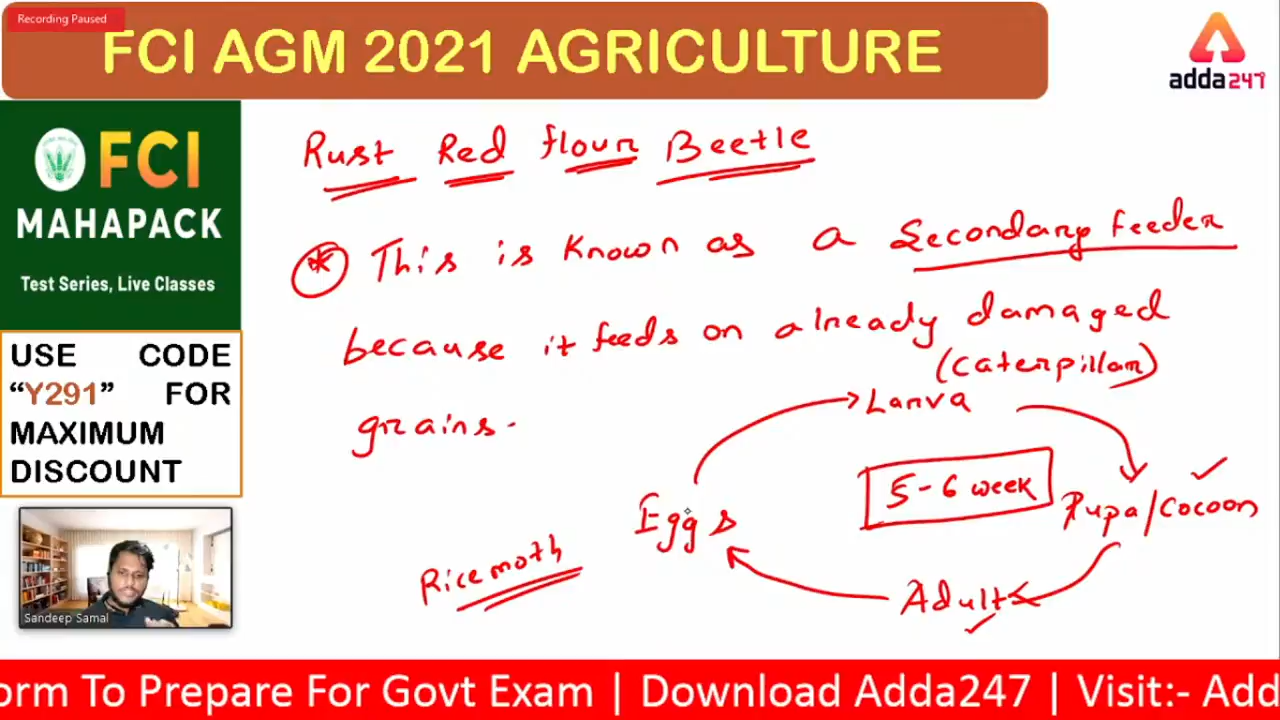 Recording Paused
FCI AGM 2021 AGRICULTURE
adda247
FCI
MAHAPACK
Test Series, Live Classes
USE CODE
“Y291” FOR
MAXIMUM
DISCOUNT
Sandeep Samal
Rust Red flour Beetle
* This is known as a Secondary feeder
because it feeds on already damaged
(Caterpillar)
grains.
Larva
5-6 week
Eggs
Pupa/Cocoon
Rice moth
Adult
orm To Prepare For Govt Exam | Download Adda247 | Visit:- Add